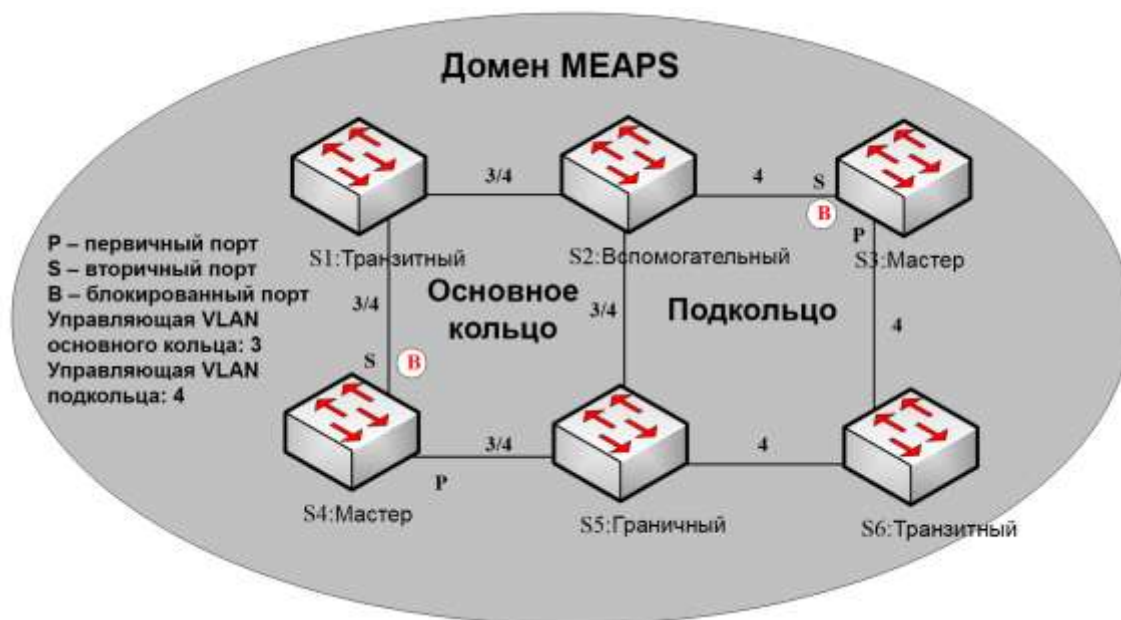 Домен MEAPS
3/4
4
S
B
P
S1:Транзитный
S2:Вспомогательный
S3:Мастер
P – первичный порт
S – вторичный порт
B – блокированный порт
Управляющая VLAN
основного кольца: 3
Управляющая VLAN
подкольца: 4
3/4
Основное
кольцо
3/4
Подкольцо
4
S
B
3/4
P
4
S4:Мастер
S5:Граничный
S6:Транзитный